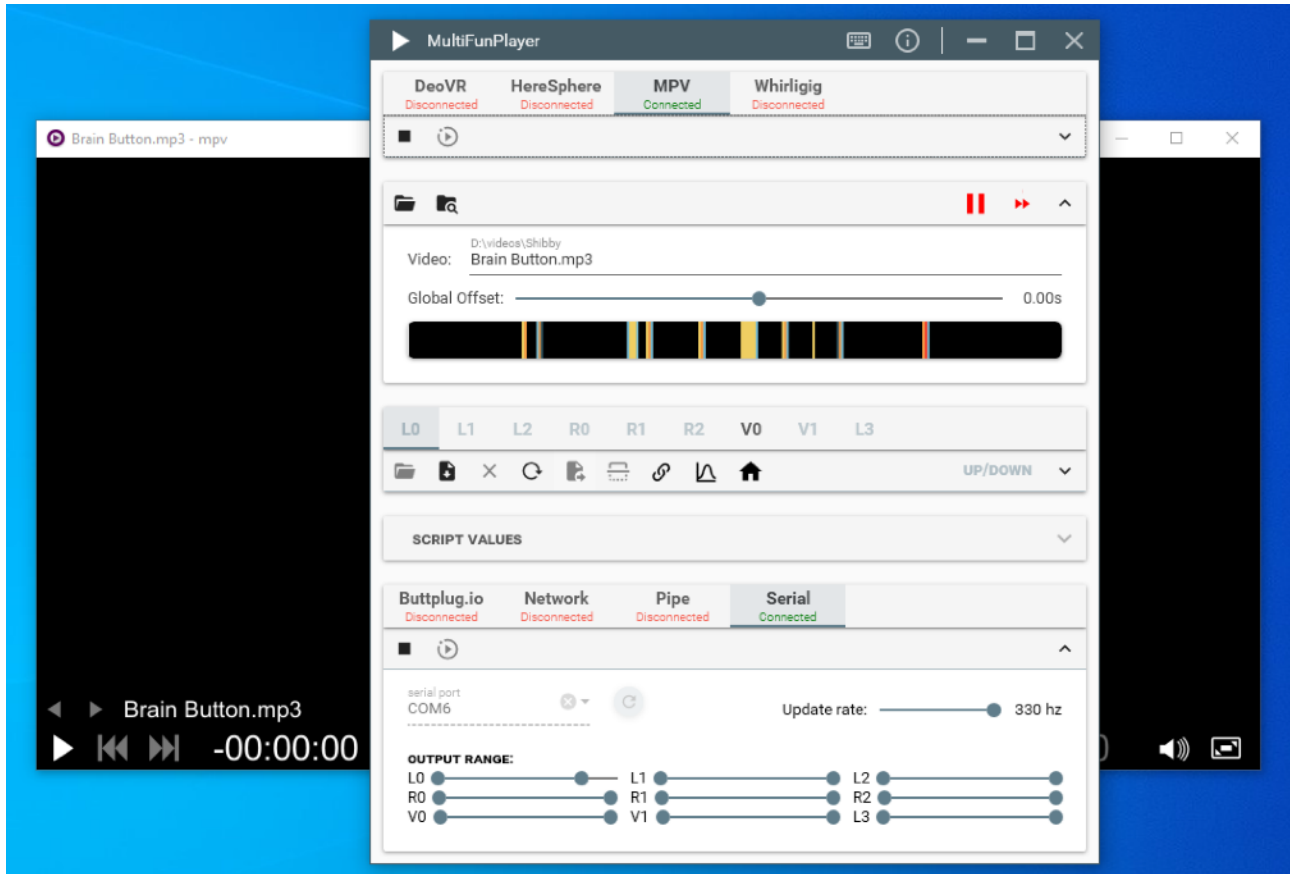 MultiFunPlayer
DeoVR HereSphere MPV Whirligig
Disconnected Disconnected Connected Disconnected
Brain Button.mp3 - mpv
D:\videos\Shibby
Video: Brain Button.mp3
Global Offset: 0.00s
L0 L1 L2 R0 R1 R2 V0 V1 L3
UP/DOWN
SCRIPT VALUES
Buttplug.io Network Pipe Serial
Disconnected Disconnected Disconnected Connected
serial port
COM6
Update rate: 330 hz
Brain Button.mp3
-00:00:00
OUTPUT RANGE:
L0 L1 L2
R0 R1 R2
V0 V1 L3